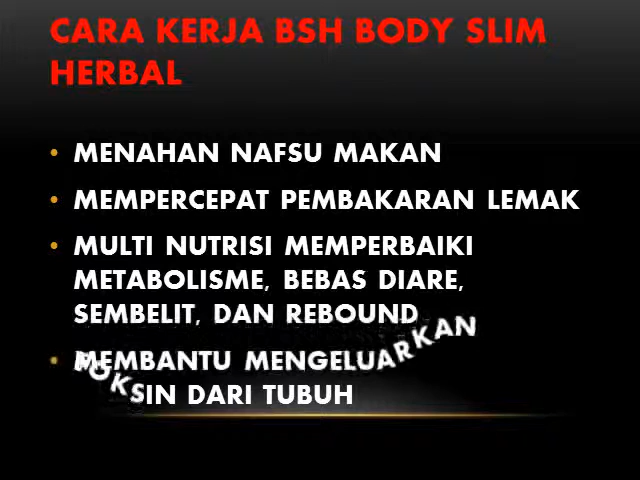 CARA KERJA BSH BODY SLIM
HERBAL
• MENAHAN NAFSU MAKAN
• MEMPERCEPAT PEMBAKARAN LEMAK
• MULTI NUTRISI MEMPERBAIKI
METABOLISME, BEBAS DIARE,
SEMBELIT, DAN REBOUND
• MEMBANTU MENGELUARKAN
TOKSIN DARI TUBUH